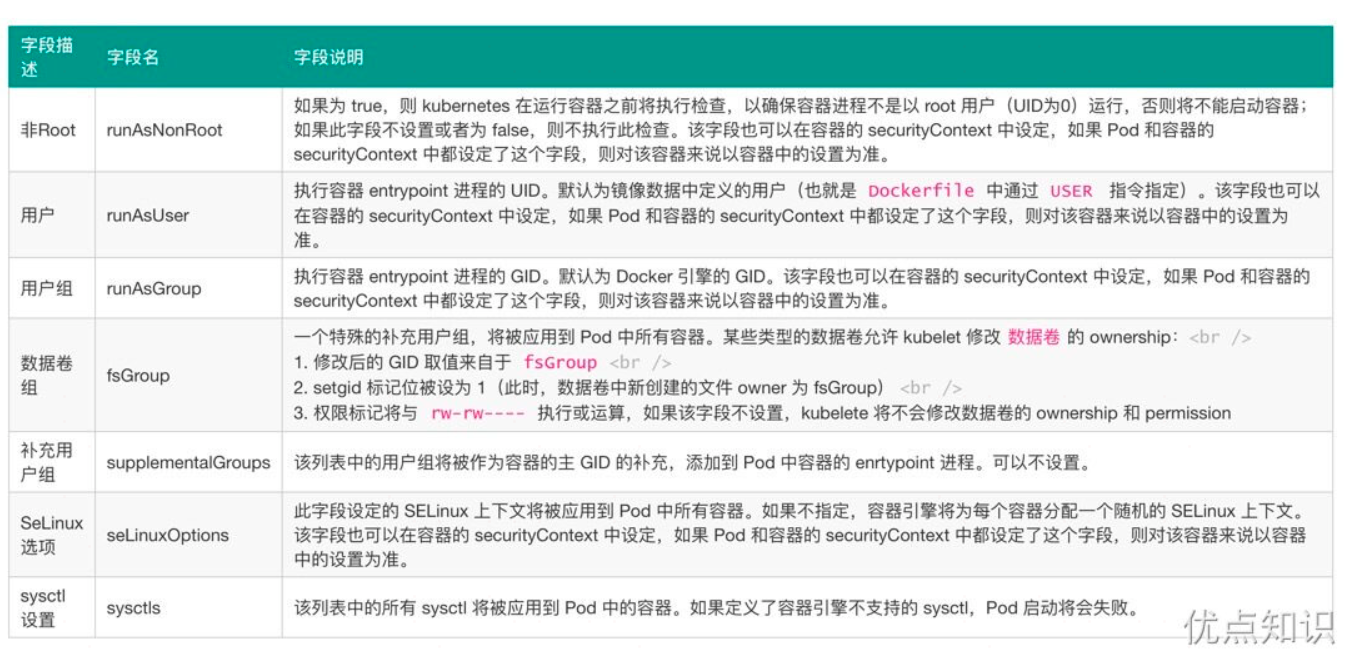 字段描
述
字段名
字段说明
非Root
runAsNonRoot
如果为 true，则 kubernetes 在运行容器之前将执行检查，以确保容器进程不是以 root 用户（UID为0）运行，否则将不能启动容器；
如果此字段不设置或者为 false，则不执行此检查。该字段也可以在容器的 securityContext 中设定，如果 Pod 和容器的
securityContext 中都设定了这个字段，则对该容器来说以容器中的设置为准。
用户
runAsUser
执行容器 entrypoint 进程的 UID。默认为镜像数据中定义的用户（也就是 Dockerfile 中通过 USER 指令指定）。该字段也可以
在容器的 securityContext 中设定，如果 Pod 和容器的 securityContext 中都设定了这个字段，则对该容器来说以容器中的设置为
准。
用户组
runAsGroup
执行容器 entrypoint 进程的 GID。默认为 Docker 引擎的 GID。该字段也可以在容器的 securityContext 中设定，如果 Pod 和容器的
securityContext 中都设定了这个字段，则对该容器来说以容器中的设置为准。
数据卷
组
fsGroup
一个特殊的补充用户组，将被应用到 Pod 中所有容器。某些类型的数据卷允许 kubelet 修改 数据卷 的 ownership：<br />
1. 修改后的 GID 取值来自于 fsGroup <br />
2. setgid 标记位被设为 1（此时，数据卷中新创建的文件 owner 为 fsGroup） <br />
3. 权限标记将与 rw-rw---- 执行或运算，如果该字段不设置，kubelete 将不会修改数据卷的 ownership 和 permission
补充用
户组
supplementalGroups
该列表中的用户组将被作为容器的主 GID 的补充，添加到 Pod 中容器的 enrtypoint 进程。可以不设置。
SeLinux
选项
seLinuxOptions
此字段设定的 SELinux 上下文将被应用到 Pod 中所有容器。如果不指定，容器引擎将为每个容器分配一个随机的 SELinux 上下文。
该字段也可以在容器的 securityContext 中设定，如果 Pod 和容器的 securityContext 中都设定了这个字段，则对该容器来说以容器
中的设置为准。
sysctl
设置
sysctls
该列表中的所有 sysctl 将被应用到 Pod 中的容器。如果定义了容器引擎不支持的 sysctl，Pod 启动将会失败。
优点知识